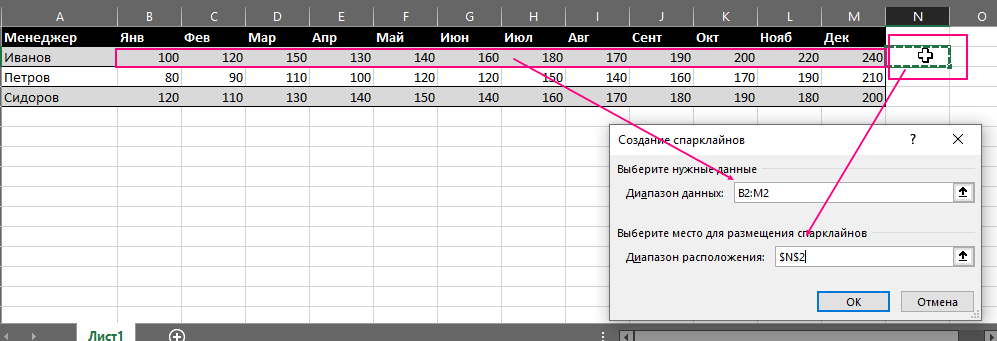 A B C D E F G H I J K L M N O
Менеджер Янв Фев Мар Апр Май Июн Июл Авг Сент Окт Нояб Дек
Иванов 100 120 150 130 140 160 180 170 190 200 220 240
Петров 80 90 110 100 120 120 150 140 160 170 190 210
Сидоров 120 110 130 140 150 140 160 170 180 190 180 200
Создание спарклайнов ? ×
Выберите нужные данные
Диапазон данных: B2:M2
Выберите место для размещения спарклайнов
Диапазон расположения: $N$2
ОК Отмена
Лист1